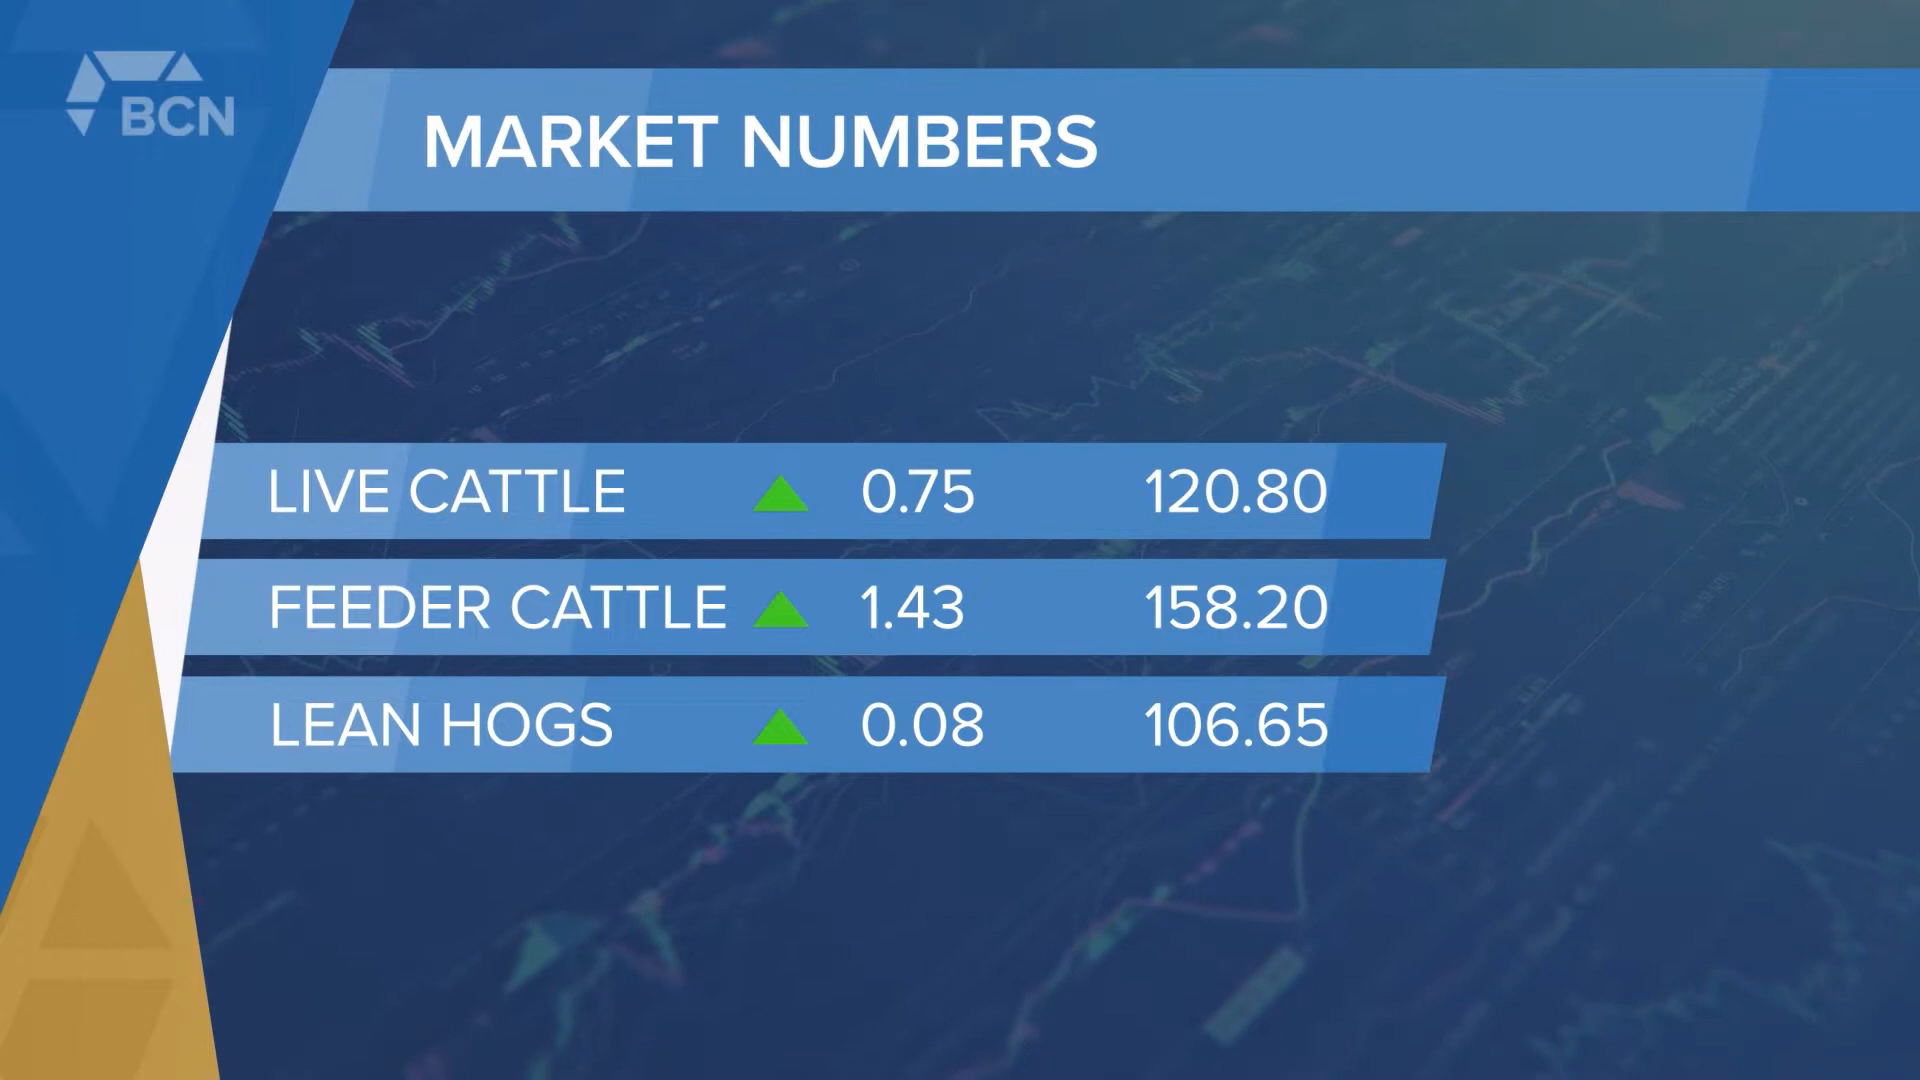 BCN
MARKET NUMBERS
LIVE CATTLE 0.75 120.80
FEEDER CATTLE 1.43 158.20
LEAN HOGS 0.08 106.65